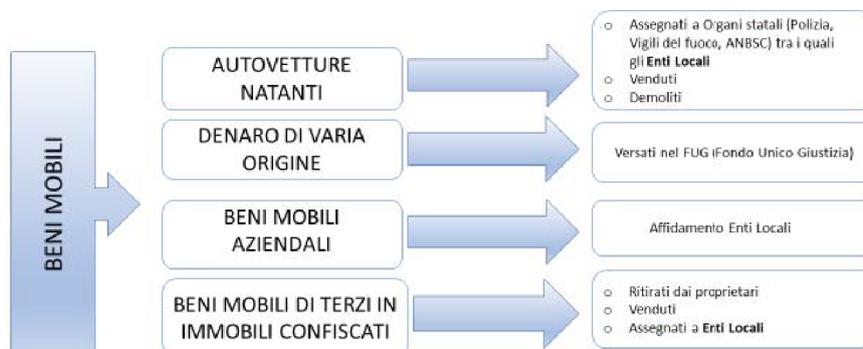 BENI MOBILI
AUTOVETTURE
NATANTI
o Assegnati a Organi statali (Polizia,
Vigili del fuoco, ANBSC) tra i quali
gli Enti Locali
o Venduti
o Demoliti
DENARO DI VARIA
ORIGINE
Versati nel FUG (Fondo Unico Giustizia)
BENI MOBILI
AZIENDALI
Affidamento Enti Locali
BENI MOBILI DI TERZI IN
IMMOBILI CONFISCATI
o Ritirati dai proprietari
o Venduti
o Assegnati a Enti Locali